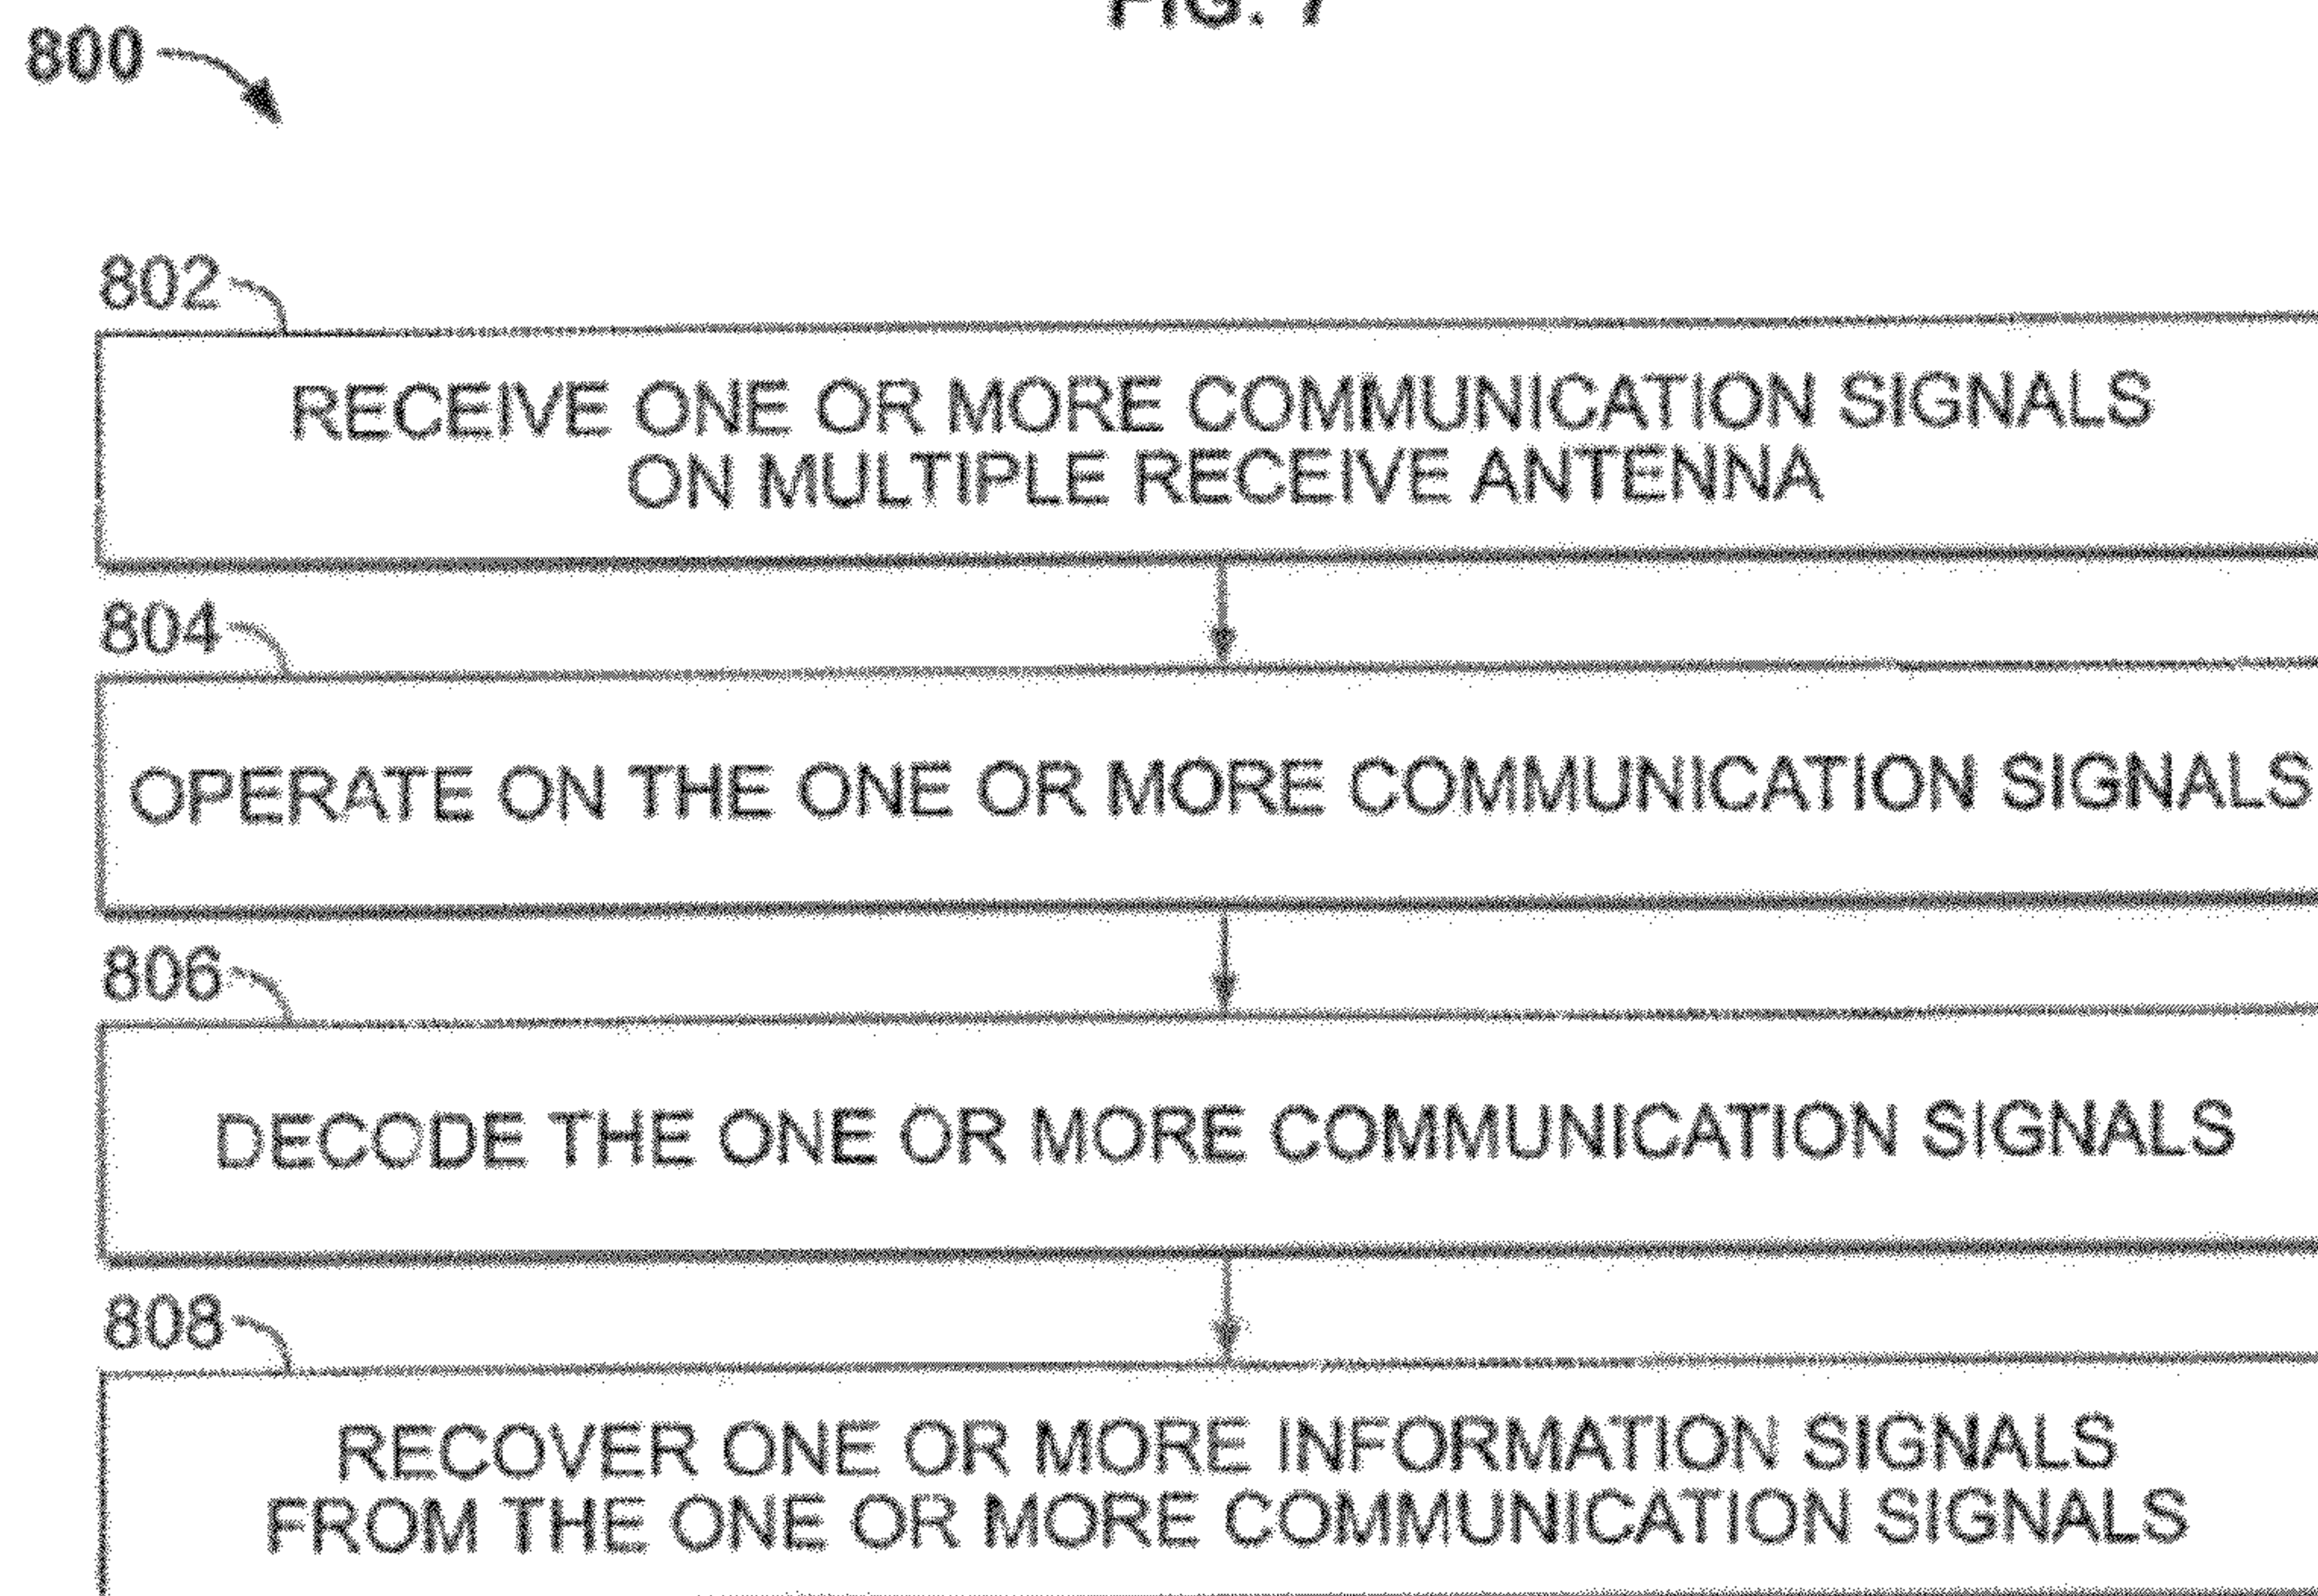 FIG. 7
800
802
RECEIVE ONE OR MORE COMMUNICATION SIGNALS
ON MULTIPLE RECEIVE ANTENNA
804
OPERATE ON THE ONE OR MORE COMMUNICATION SIGNALS
806
DECODE THE ONE OR MORE COMMUNICATION SIGNALS
808
RECOVER ONE OR MORE INFORMATION SIGNALS
FROM THE ONE OR MORE COMMUNICATION SIGNALS